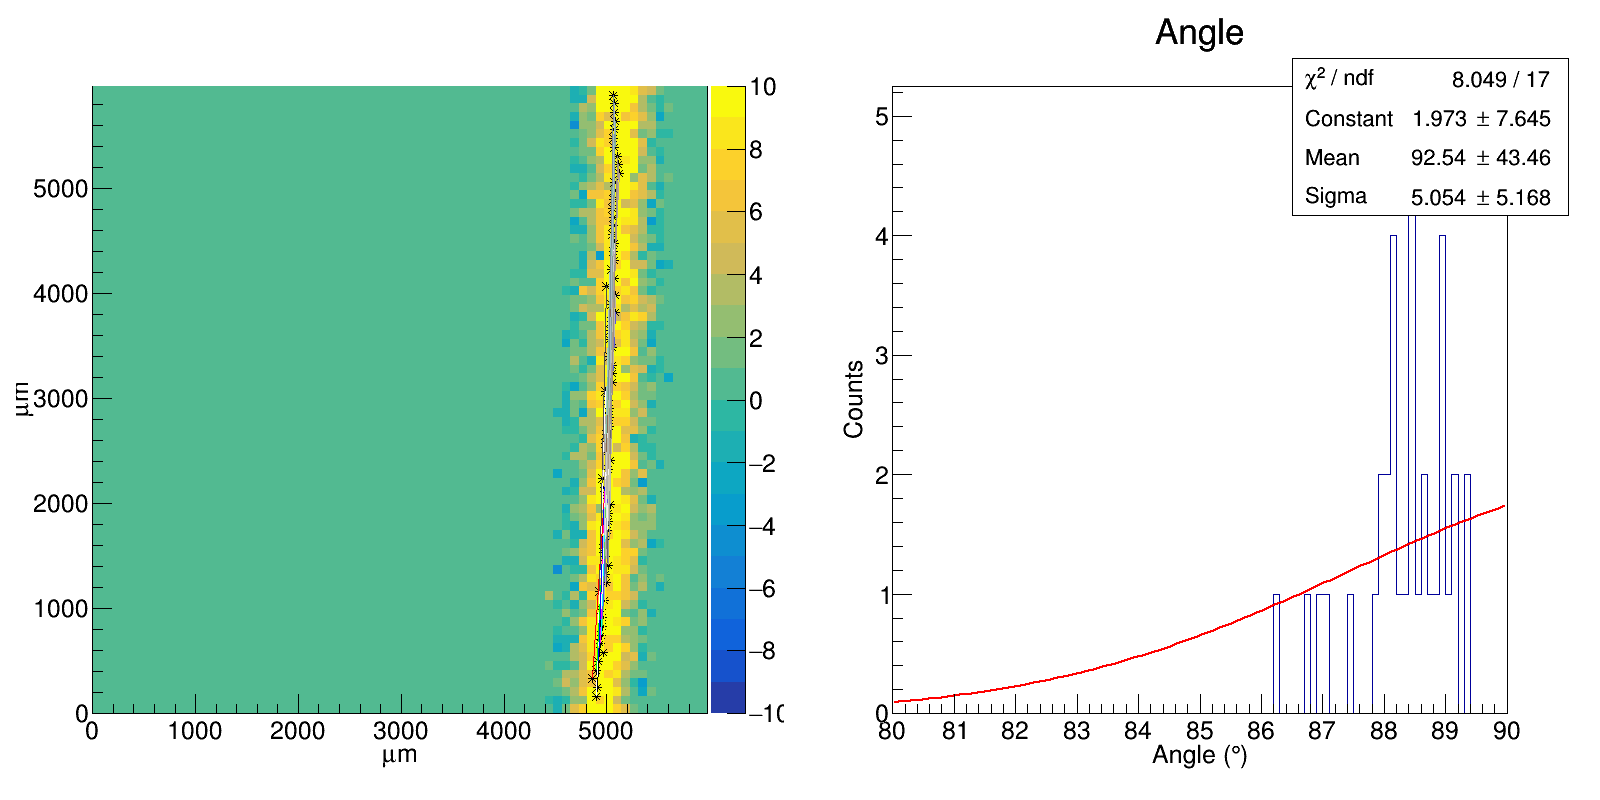 Angle
χ² / ndf 8.049 / 17
Constant 1.973 ± 7.645
Mean 92.54 ± 43.46
Sigma 5.054 ± 5.168
10
8
6
4
2
0
−2
−4
−6
−8
−10
5000
4000
3000
2000
1000
0
μm
0 1000 2000 3000 4000 5000
μm
5
4
3
2
1
0
Counts
80 81 82 83 84 85 86 87 88 89 90
Angle (°)